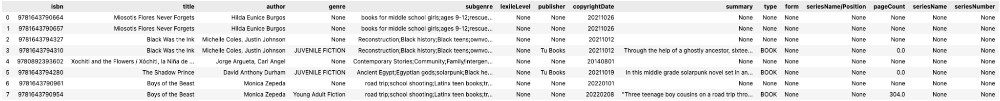 isbn title author genre subgenre lexileLevel publisher copyrightDate summary type form seriesName/Position pageCount seriesName seriesNumber
0 9781643790664 Miosotis Flores Never Forgets Hilda Eunice Burgos None books for middle school girls;ages 9-12;rescue... None None 20211026 None None None None None None None
1 9781643790657 Miosotis Flores Never Forgets Hilda Eunice Burgos None books for middle school girls;ages 9-12;rescue... None None 20211026 None None None None None None None
2 9781643794327 Black Was the Ink Michelle Coles, Justin Johnson None Reconstruction;Black history;Black teens;ownvo... None None 20211012 None None None None None None None
3 9781643794310 Black Was the Ink Michelle Coles, Justin Johnson JUVENILE FICTION Reconstruction;Black history;Black teens;ownvo... None Tu Books 20211012 Through the help of a ghostly ancestor, sixtee... BOOK None None 0.0 None None
4 9780892393602 Xochitl and the Flowers / Xóchitl, la Niña de ... Jorge Argueta, Carl Angel None Contemporary Stories;Community;Family/Intergen... None None 20140801 None None None None None None None
5 9781643794280 The Shadow Prince David Anthony Durham JUVENILE FICTION Ancient Egypt;Egyptian gods;solarpunk;Black he... None Tu Books 20211019 In this middle grade solarpunk novel set in an... BOOK None None 0.0 None None
6 9781643790961 Boys of the Beast Monica Zepeda None road trip;school shooting;Latinx teen books;tr... None None 20220101 None None None None None None None
7 9781643790954 Boys of the Beast Monica Zepeda Young Adult Fiction road trip;school shooting;Latinx teen books;tr... None None 20220208 "Three teenage boy cousins on a road trip thro... BOOK None None 304.0 None None